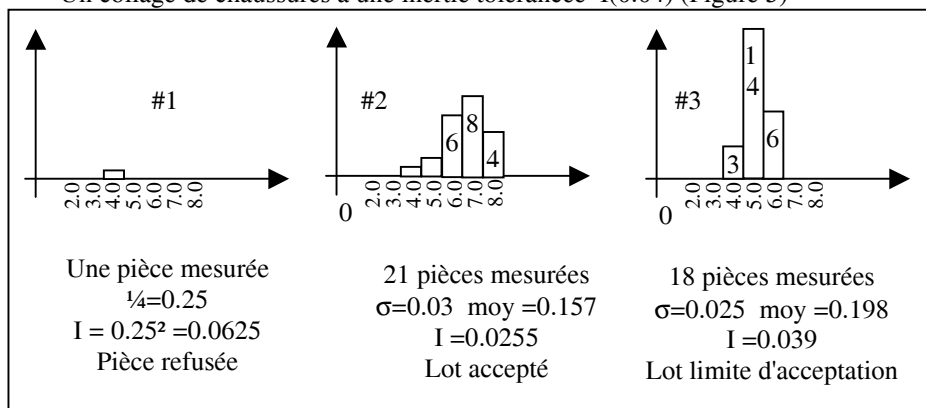 Un collage de chaussures a une inertie tolérancée I(0.04) (Figure 5)
#1
2.0 3.0 4.0 5.0 6.0 7.0 8.0
Une pièce mesurée
¼=0.25
I = 0.25² =0.0625
Pièce refusée
#2
6 8 4
0
2.0 3.0 4.0 5.0 6.0 7.0 8.0
21 pièces mesurées
σ=0.03 moy =0.157
I =0.0255
Lot accepté
#3
3 14 6
0
2.0 3.0 4.0 5.0 6.0 7.0 8.0
18 pièces mesurées
σ=0.025 moy =0.198
I =0.039
Lot limite d'acceptation